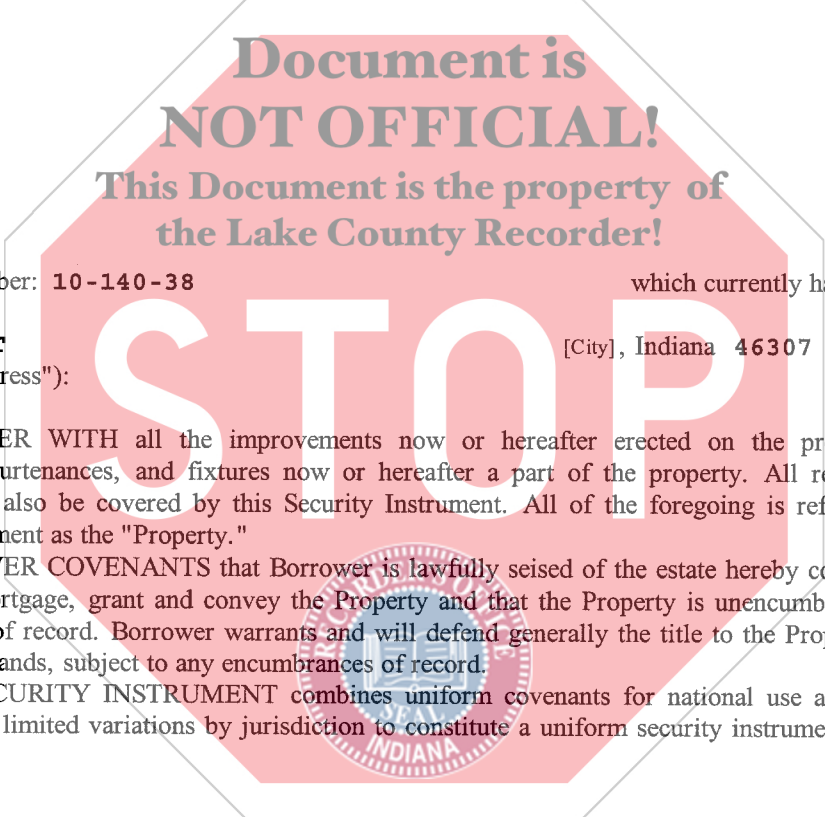 Document is
NOT OFFICIAL!
This Document is the property of
the Lake County Recorder!
ber: 10-140-38 which currently ha
[City], Indiana 46307
ress"):
STOP
ER WITH all the improvements now or hereafter erected on the pr
urtenances, and fixtures now or hereafter a part of the property. All re
also be covered by this Security Instrument. All of the foregoing is ref
ment as the "Property."
VER COVENANTS that Borrower is lawfully seised of the estate hereby co
rtgage, grant and convey the Property and that the Property is unencumb
of record. Borrower warrants and will defend generally the title to the Prop
ands, subject to any encumbrances of record.
CURITY INSTRUMENT combines uniform covenants for national use a
limited variations by jurisdiction to constitute a uniform security instrume
SEAL
INDIANA